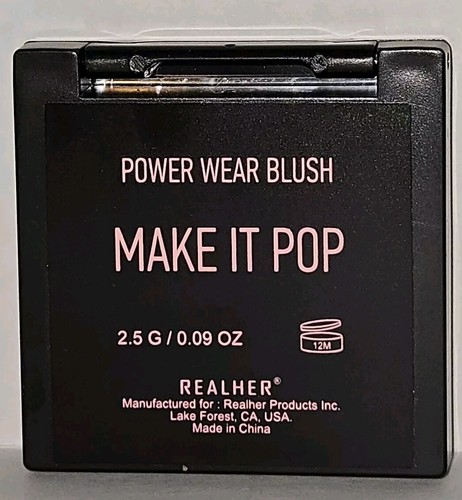 POWER WEAR BLUSH
MAKE IT POP
2.5 G / 0.09 OZ
12M
REALHER®
Manufactured for : Realher Products Inc.
Lake Forest, CA, USA.
Made in China